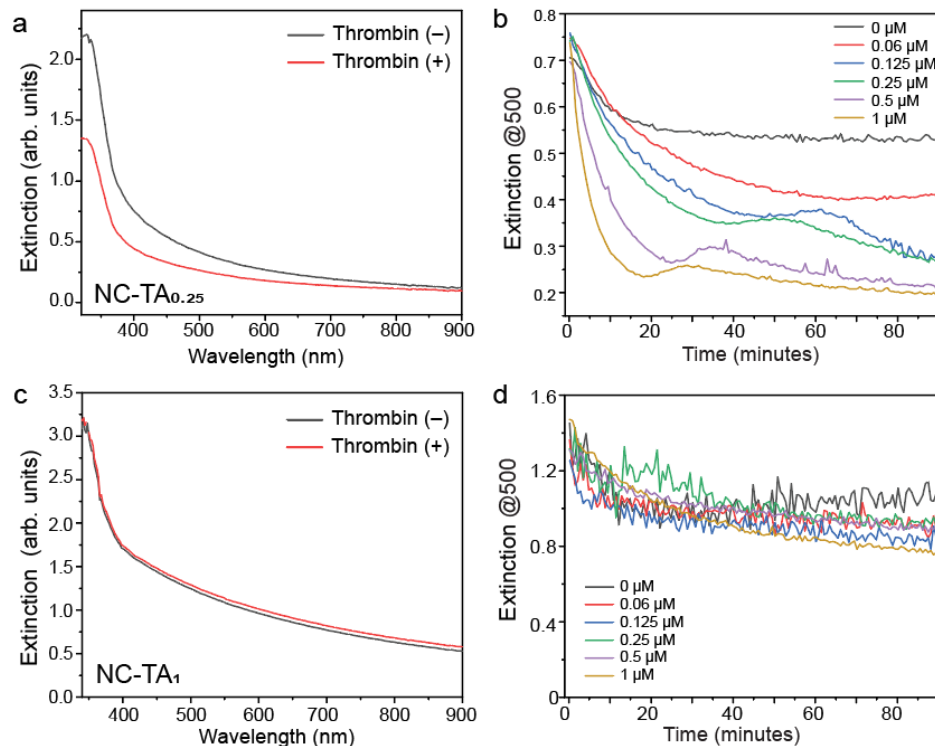 a
Thrombin (–)
Thrombin (+)
2.0
1.5
1.0
0.5
0.0
Extinction (arb. units)
NC-TA₀.₂₅
400 500 600 700 800 900
Wavelength (nm)
b
0 µM
0.06 µM
0.125 µM
0.25 µM
0.5 µM
1 µM
0.8
0.7
0.6
0.5
0.4
0.3
0.2
Extinction @500
0 20 40 60 80
Time (minutes)
c
Thrombin (–)
Thrombin (+)
3.5
3.0
2.5
2.0
1.5
1.0
0.5
0.0
Extinction (arb. units)
NC-TA₁
400 500 600 700 800 900
Wavelength (nm)
d
1.6
1.2
0.8
0.4
0
Extinction @500
0 µM
0.06 µM
0.125 µM
0.25 µM
0.5 µM
1 µM
0 20 40 60 80
Time (minutes)